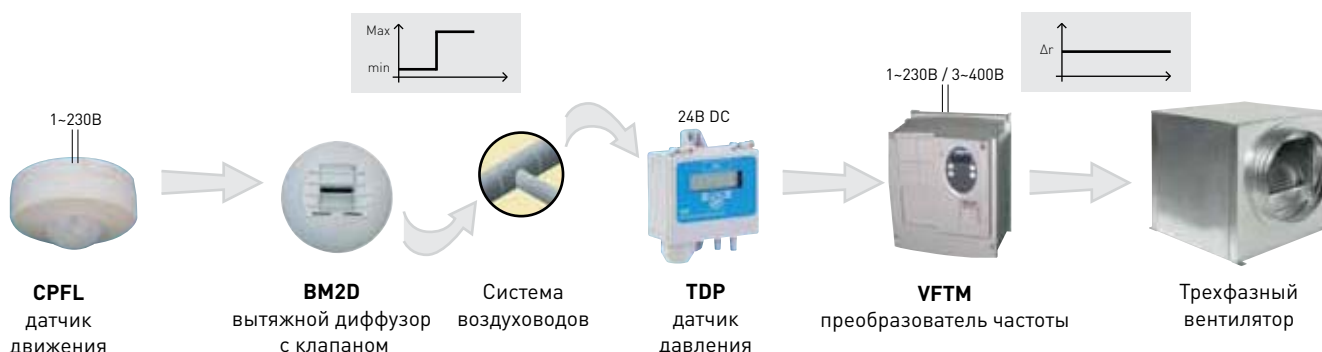 Max
min
Δr
1~230В
24В DC
1~230В / 3~400В
CPFL
датчик
движения
BM2D
вытяжной диффузор
с клапаном
Система
воздуховодов
TDP
датчик
давления
VFTM
преобразователь частоты
Трехфазный
вентилятор